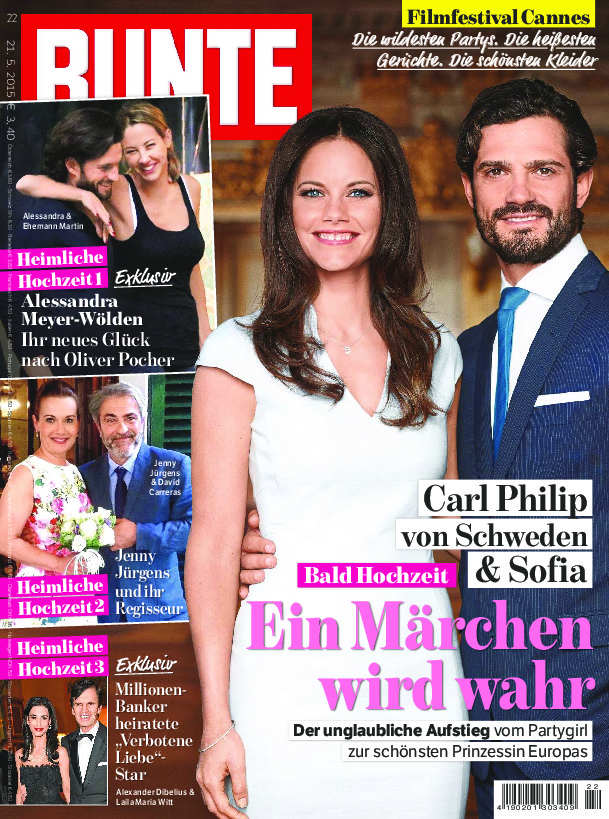 22
21. 5. 2015 € 3,40
BUNTE
Filmfestival Cannes
Die wildesten Partys. Die heißesten
Gerüchte. Die schönsten Kleider
Alessandra &
Ehemann Martin
Heimliche
Hochzeit 1
Exklusiv
Alessandra
Meyer-Wölden
Ihr neues Glück
nach Oliver Pocher
Jenny
Jürgens
& David
Carreras
Heimliche
Hochzeit 2
Jenny
Jürgens
und ihr
Regisseur
Heimliche
Hochzeit 3
Exklusiv
Millionen-
Banker
heiratete
„Verbotene
Liebe“-
Star
Alexander Dibelius &
Laila Maria Witt
Carl Philip
von Schweden
& Sofia
Bald Hochzeit
Ein Märchen
wird wahr
Der unglaubliche Aufstieg vom Partygirl
zur schönsten Prinzessin Europas
22
4 190201 303409